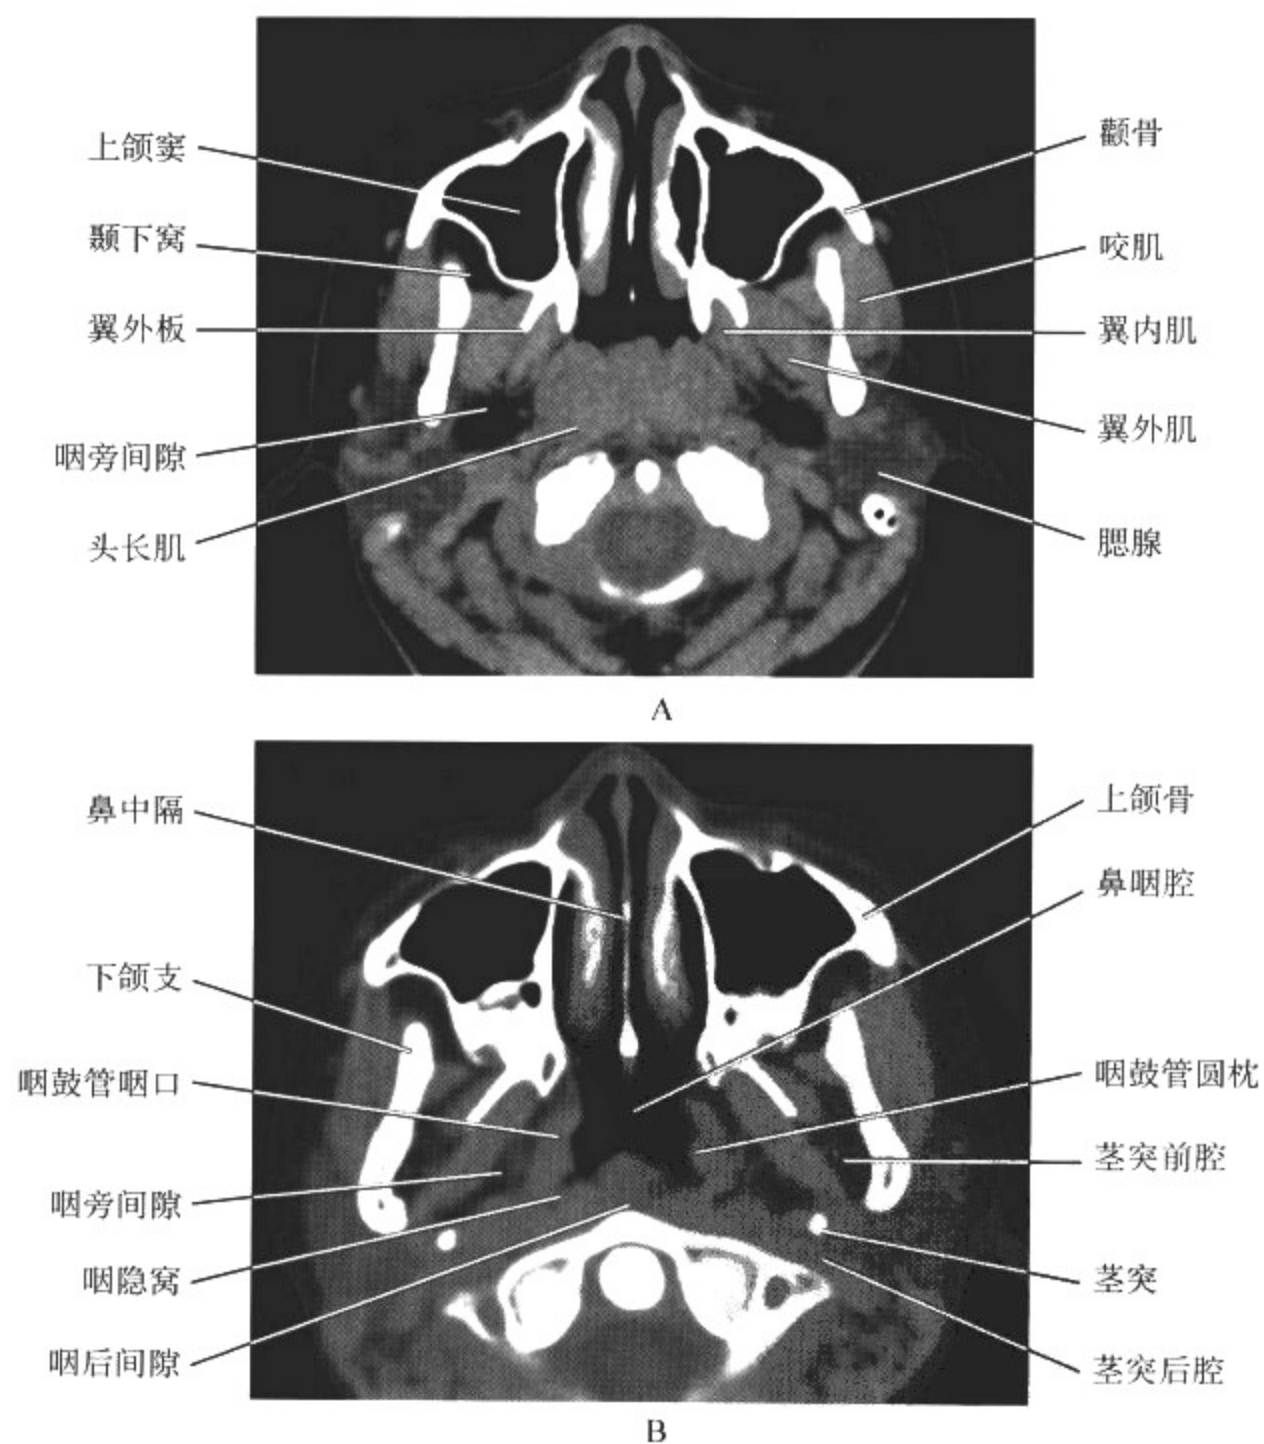 上颌窦
颞下窝
翼外板
咽旁间隙
头长肌
颧骨
咬肌
翼内肌
翼外肌
腮腺
A
鼻中隔
下颌支
咽鼓管咽口
咽旁间隙
咽隐窝
咽后间隙
上颌骨
鼻咽腔
咽鼓管圆枕
茎突前腔
茎突
茎突后腔
B